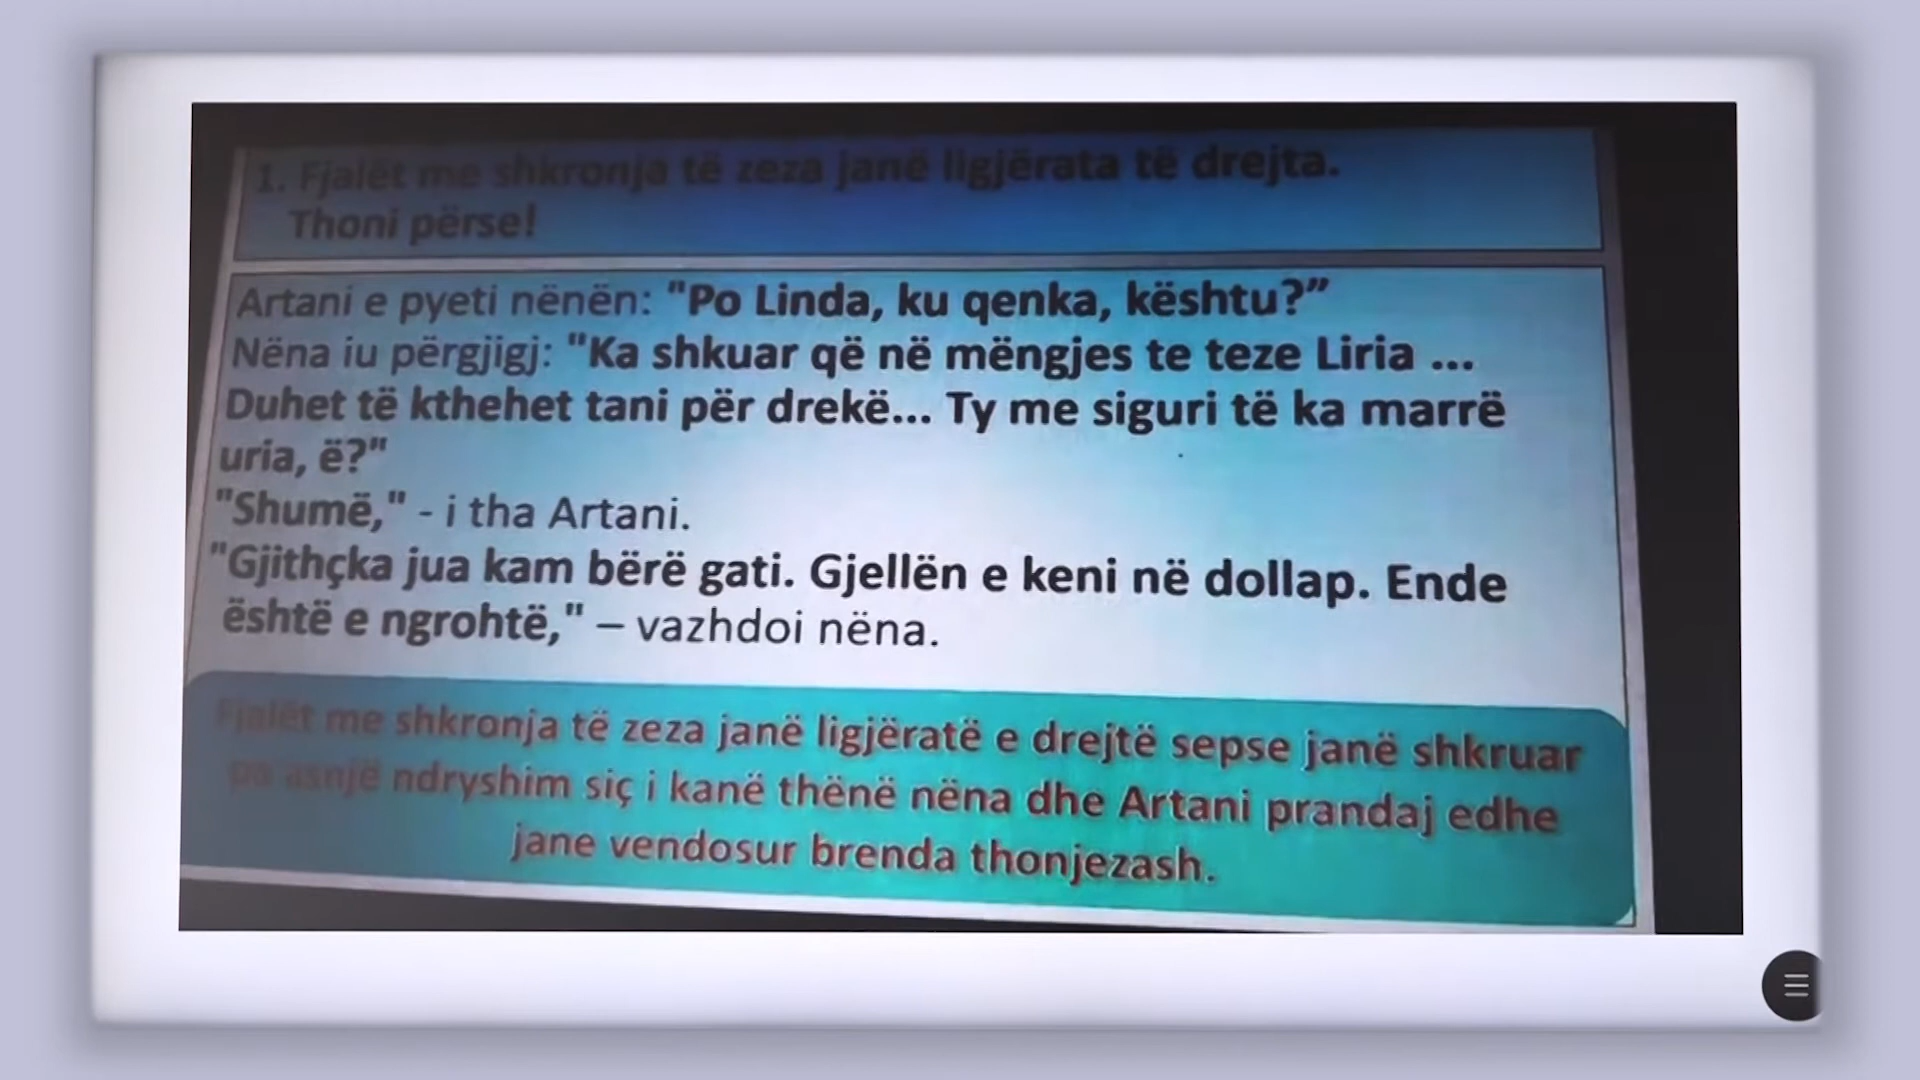 1. Fjalët me shkronja të zeza janë ligjërata të drejta.
Thoni përse!
Artani e pyeti nënën: "Po Linda, ku qenka, kështu?”
Nëna iu përgjigj: "Ka shkuar që në mëngjes te teze Liria ...
Duhet të kthehet tani për drekë... Ty me siguri të ka marrë
uria, ë?"
"Shumë," - i tha Artani.
"Gjithçka jua kam bërë gati. Gjellën e keni në dollap. Ende
është e ngrohtë," – vazhdoi nëna.
Fjalët me shkronja të zeza janë ligjëratë e drejtë sepse janë shkruar
pa asnjë ndryshim siç i kanë thënë nëna dhe Artani prandaj edhe
jane vendosur brenda thonjezash.